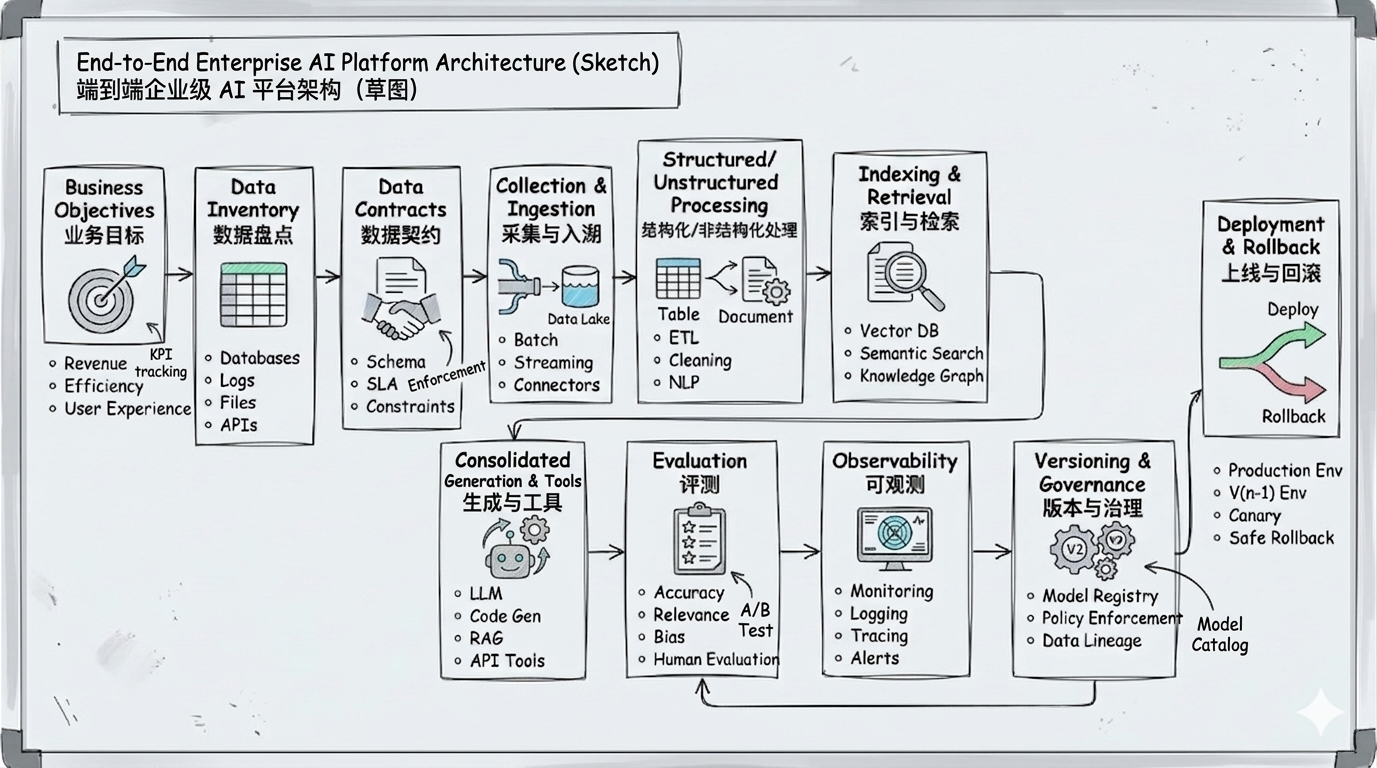 End-to-End Enterprise AI Platform Architecture (Sketch)
端到端企业级 AI 平台架构（草图）
Business
Objectives
业务目标
KPI
tracking
Revenue
Efficiency
User Experience
Data
Inventory
数据盘点
Databases
Logs
Files
APIs
Data
Contracts
数据契约
Schema
SLA
Enforcement
Constraints
Collection &
Ingestion
采集与入湖
Data Lake
Batch
Streaming
Connectors
Structured/
Unstructured
Processing
结构化/非结构化处理
Table
Document
ETL
Cleaning
NLP
Indexing &
Retrieval
索引与检索
Vector DB
Semantic Search
Knowledge Graph
Consolidated
Generation & Tools
生成与工具
LLM
Code Gen
RAG
API Tools
Evaluation
评测
Accuracy
Relevance
Bias
Human Evaluation
A/B
Test
Observability
可观测
Monitoring
Logging
Tracing
Alerts
Versioning &
Governance
版本与治理
V2
V2
Model Registry
Policy Enforcement
Data Lineage
Model
Catalog
Deployment
& Rollback
上线与回滚
Deploy
Rollback
Production Env
V(n-1) Env
Canary
Safe Rollback